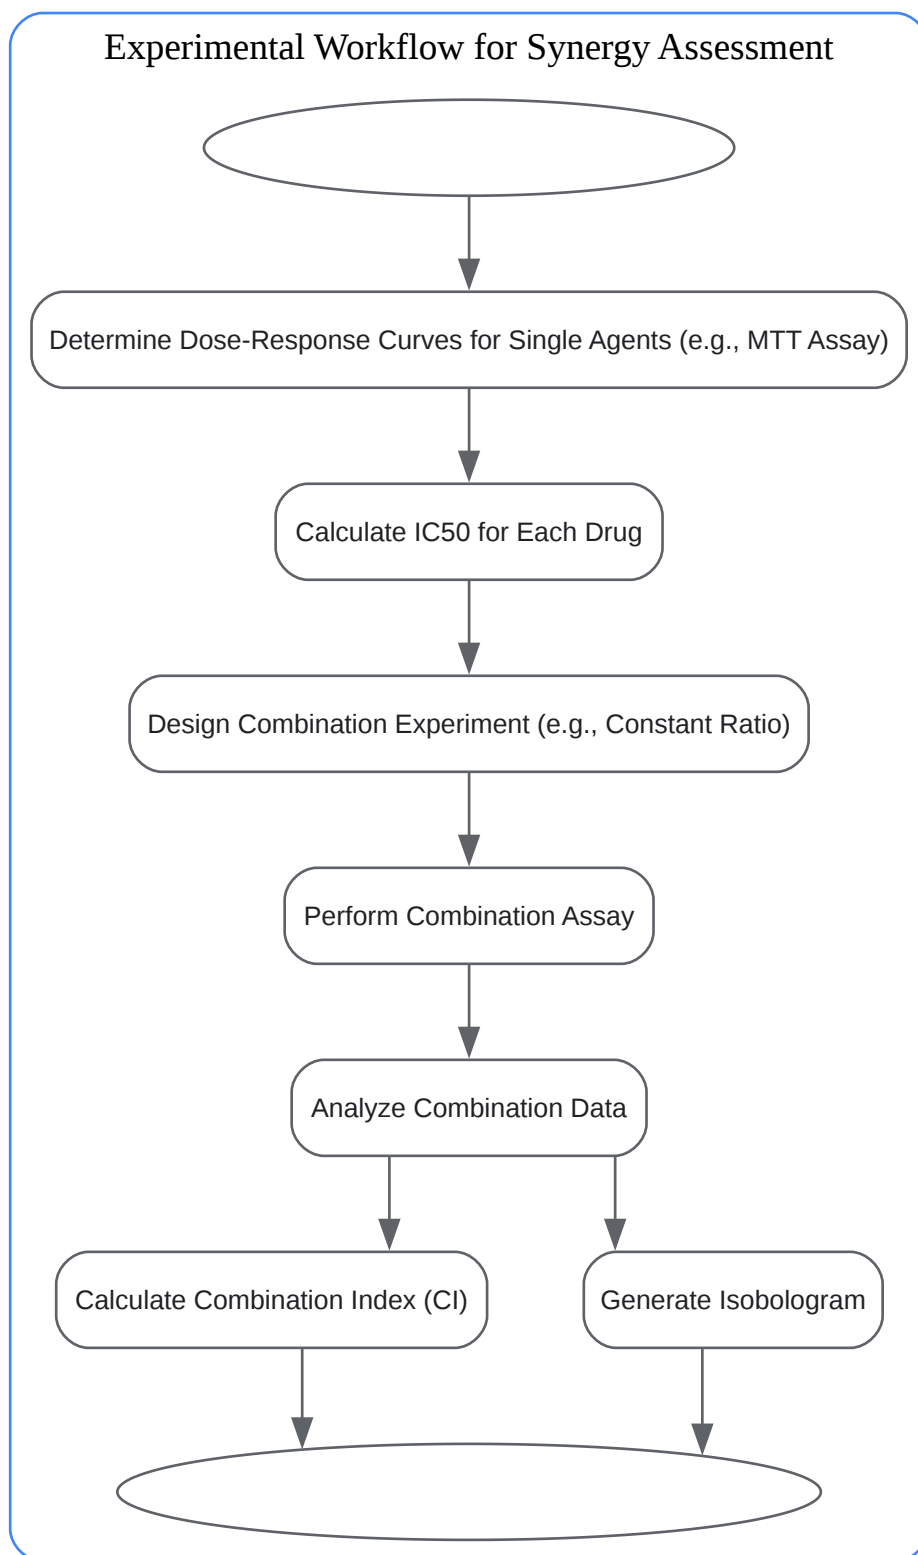 Experimental Workflow for Synergy Assessment
Determine Dose-Response Curves for Single Agents (e.g., MTT Assay)
Calculate IC50 for Each Drug
Design Combination Experiment (e.g., Constant Ratio)
Perform Combination Assay
Analyze Combination Data
Calculate Combination Index (CI)
Generate Isobologram